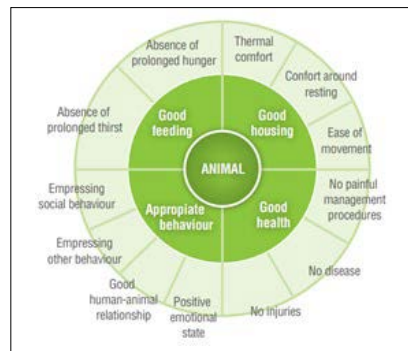 Absence of
prolonged hunger
Thermal
comfort
Confort around
resting
Ease of
movement
No painful
management
procedures
No disease
No injuries
Positive
emotional
state
Good
human-animal
relationship
Empressing
other behaviour
Empressing
social behaviour
Absence of
prolonged thirst
Good
feeding
Good
housing
ANIMAL
Appropiate
behaviour
Good
health